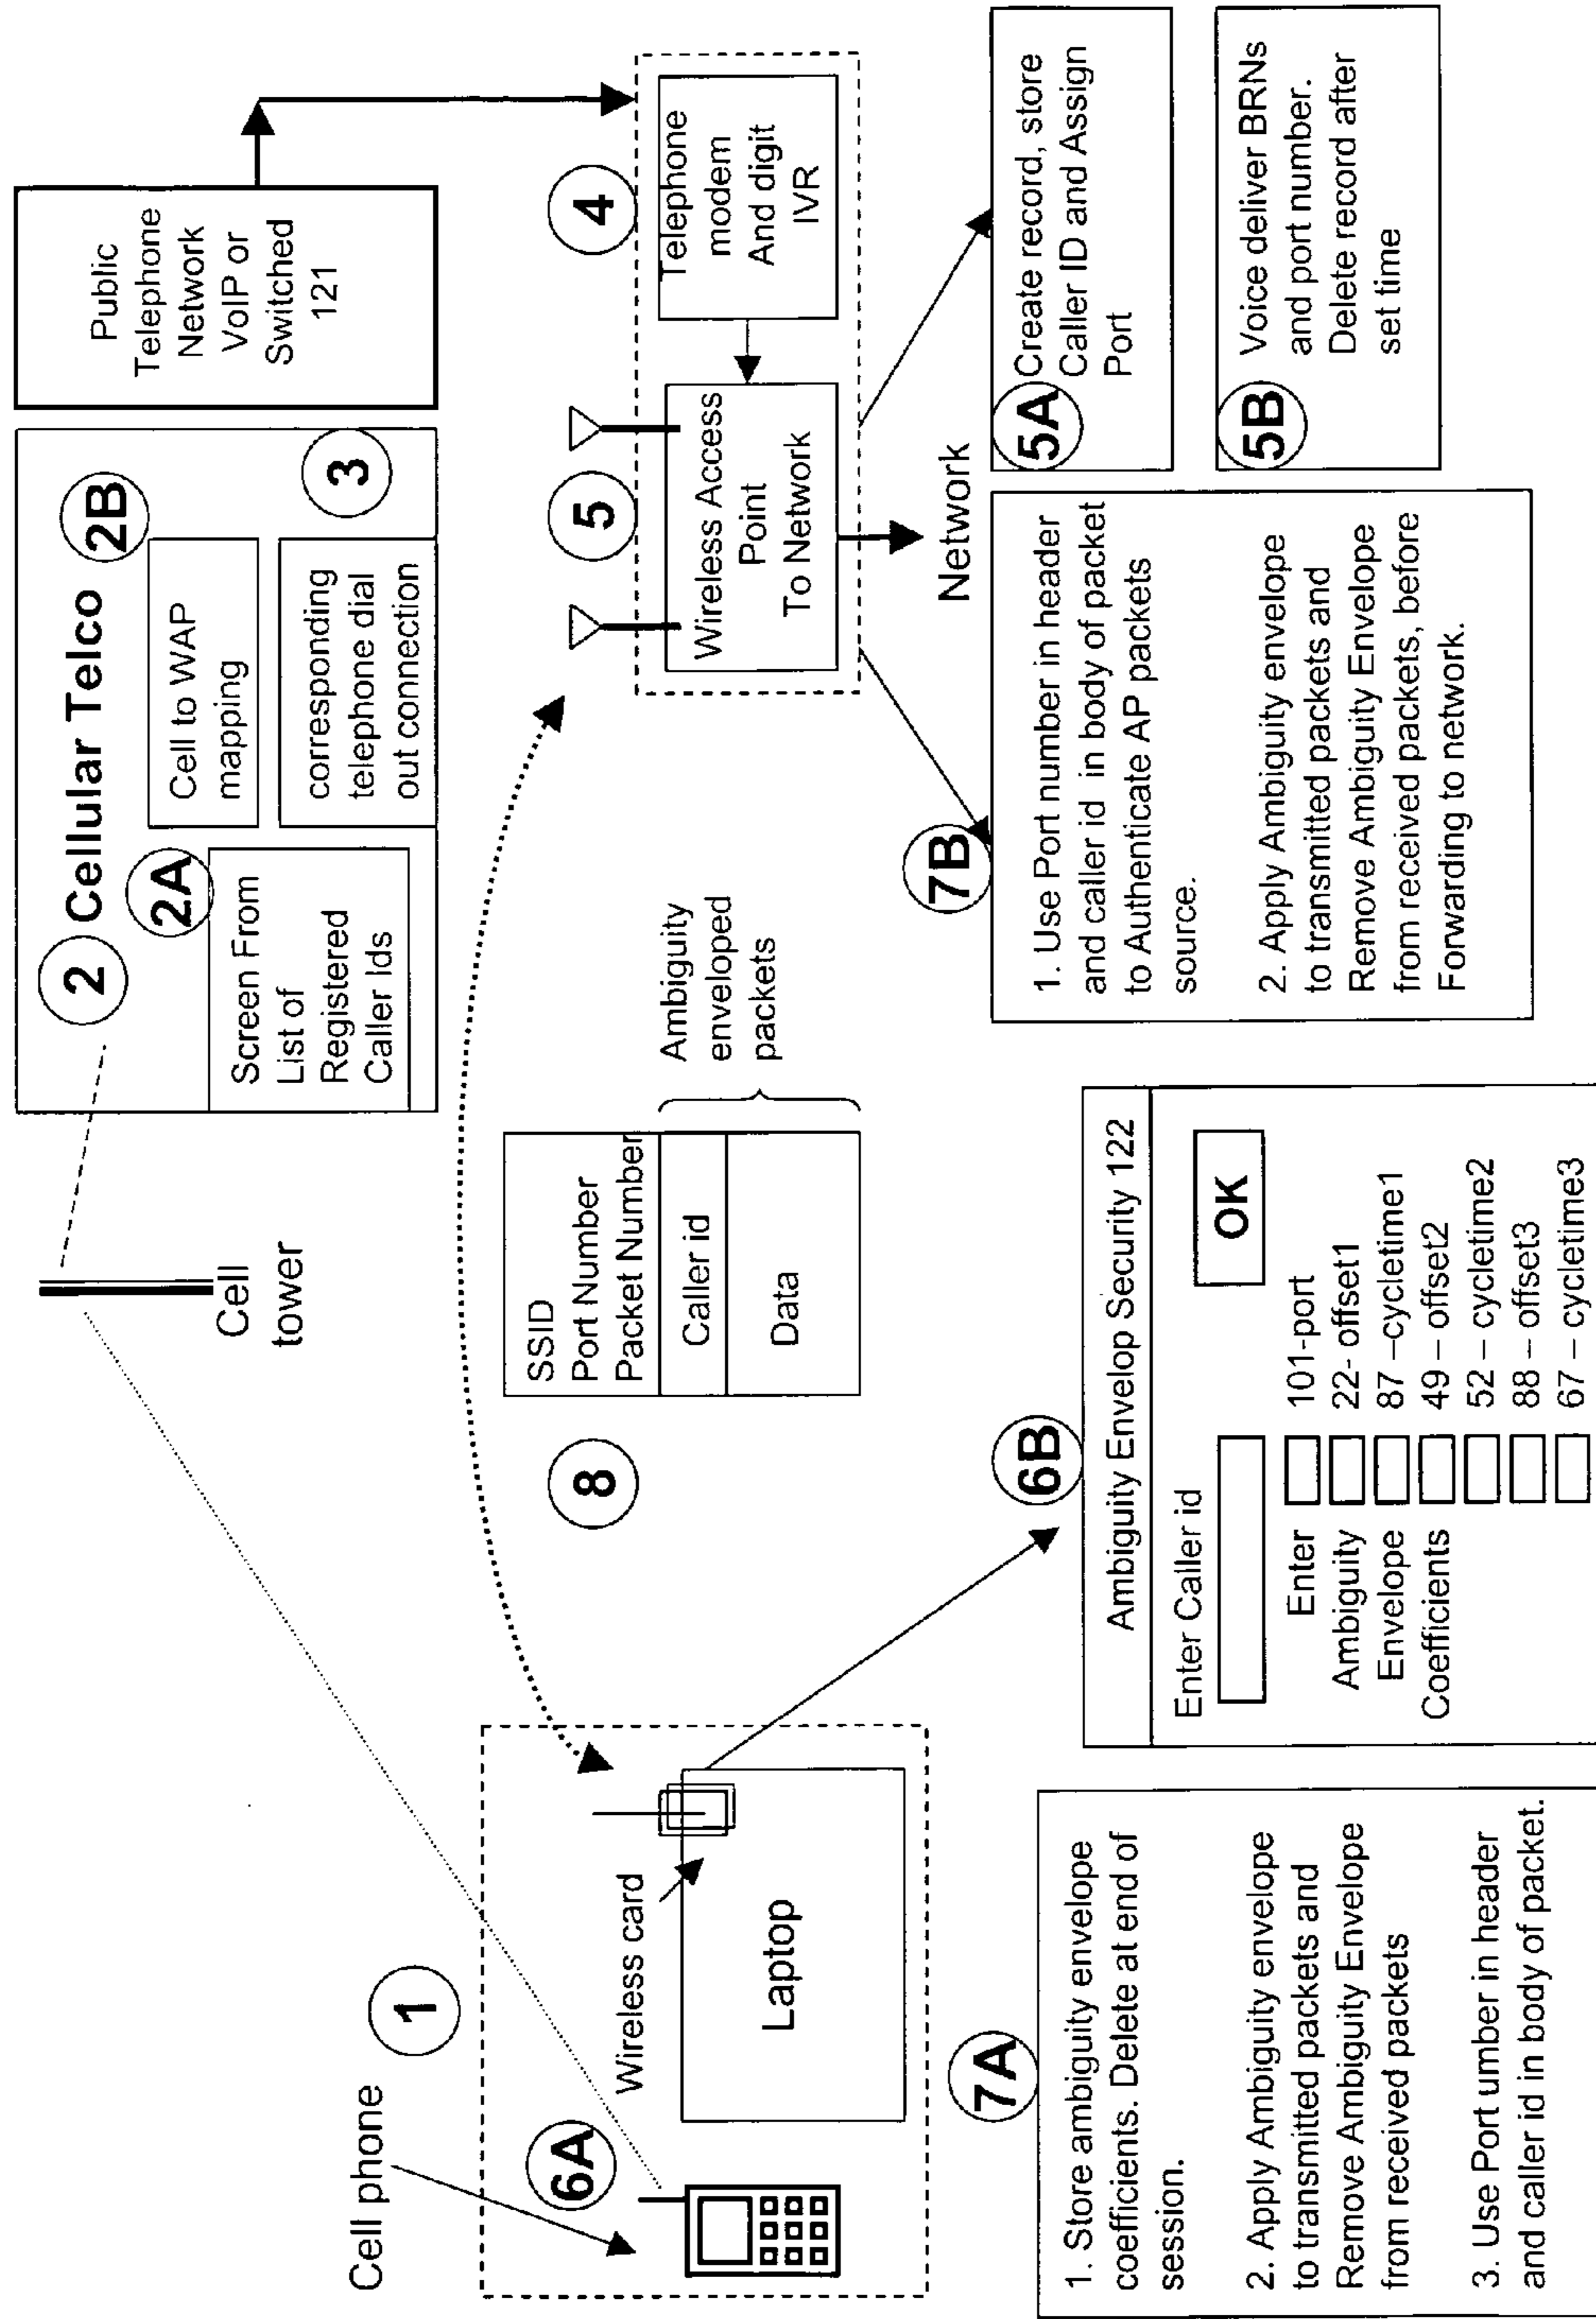 Cell phone
1
6A
Wireless card
Laptop
Cell
tower
2
Cellular Telco
2A
2B
Screen From
List of
Registered
Caller Ids
Cell to WAP
mapping
3
corresponding
telephone dial
out connection
Public
Telephone
Network
VoIP or
Switched
121
8
SSID
Port Number
Packet Number
Caller id
Data
Ambiguity
enveloped
packets
5
4
Wireless Access
Point
To Network
Telephone
modem
And digit
IVR
Network
7A
1. Store ambiguity envelope
coefficients. Delete at end of
session.
2. Apply Ambiguity envelope
to transmitted packets and
Remove Ambiguity Envelope
from received packets
3. Use Port umber in header
and caller id in body of packet.
6B
Ambiguity Envelop Security 122
Enter Caller id
OK
Enter 101-port
Ambiguity 22- offset1
Envelope 87 –cycletime1
Coefficients 49 – offset2
52 – cycletime2
88 – offset3
67 – cycletime3
7B
1. Use Port number in header
and caller id in body of packet
to Authenticate AP packets
source.
2. Apply Ambiguity envelope
to transmitted packets and
Remove Ambiguity Envelope
from received packets, before
Forwarding to network.
5A
Create record, store
Caller ID and Assign
Port
5B
Voice deliver BRNs
and port number.
Delete record after
set time